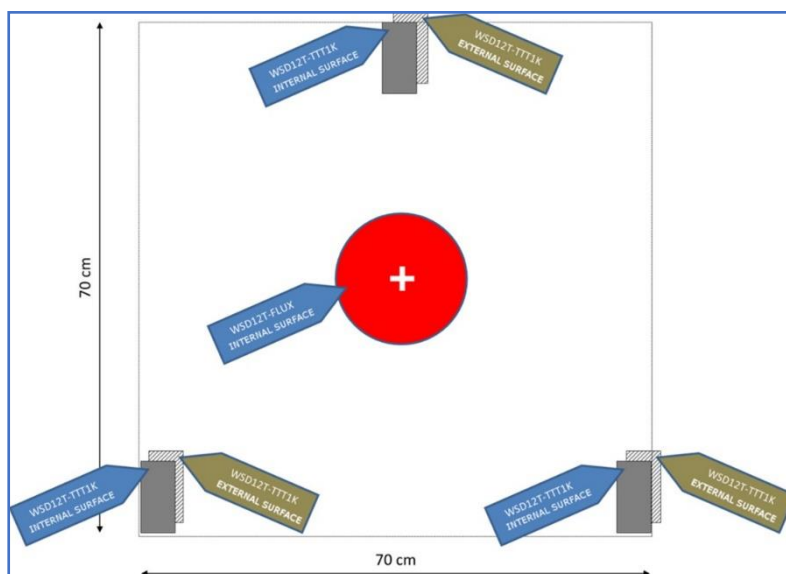 WSD12T-TTT1K
INTERNAL SURFACE
WSD12T-TTT1K
EXTERNAL SURFACE
70 cm
+
WSD12T-FLUX
INTERNAL SURFACE
WSD12T-TTT1K
INTERNAL SURFACE
WSD12T-TTT1K
EXTERNAL SURFACE
WSD12T-TTT1K
INTERNAL SURFACE
WSD12T-TTT1K
EXTERNAL SURFACE
70 cm